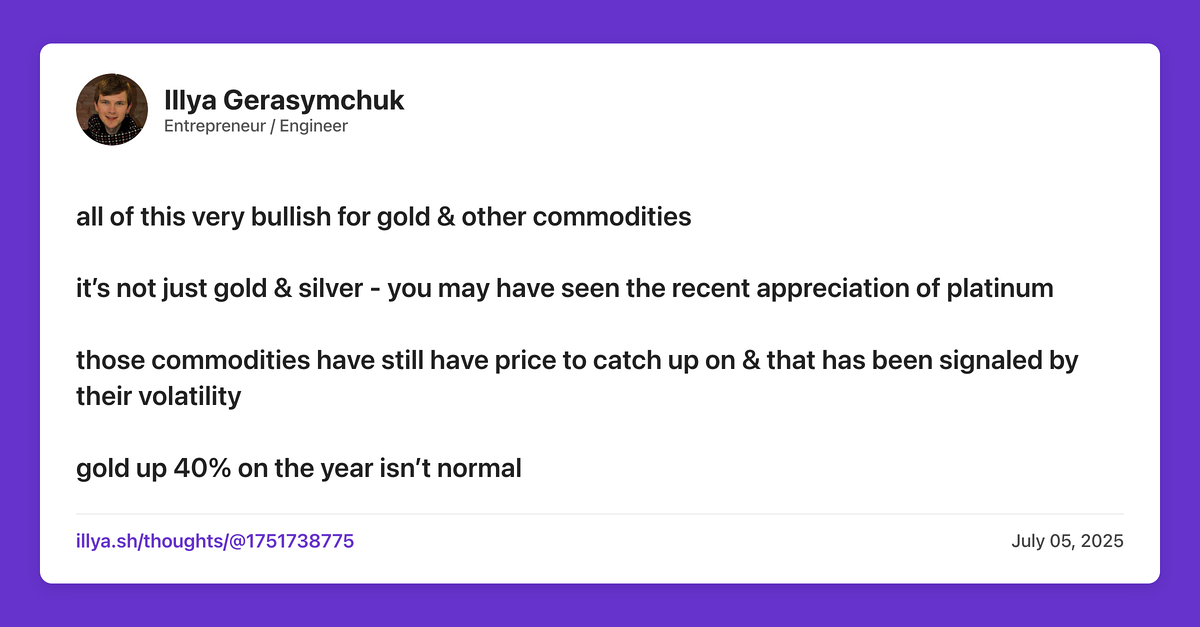 Illya Gerasymchuk
Entrepreneur / Engineer
all of this very bullish for gold & other commodities
it’s not just gold & silver - you may have seen the recent appreciation of platinum
those commodities have still have price to catch up on & that has been signaled by
their volatility
gold up 40% on the year isn’t normal
illya.sh/thoughts/@1751738775
July 05, 2025